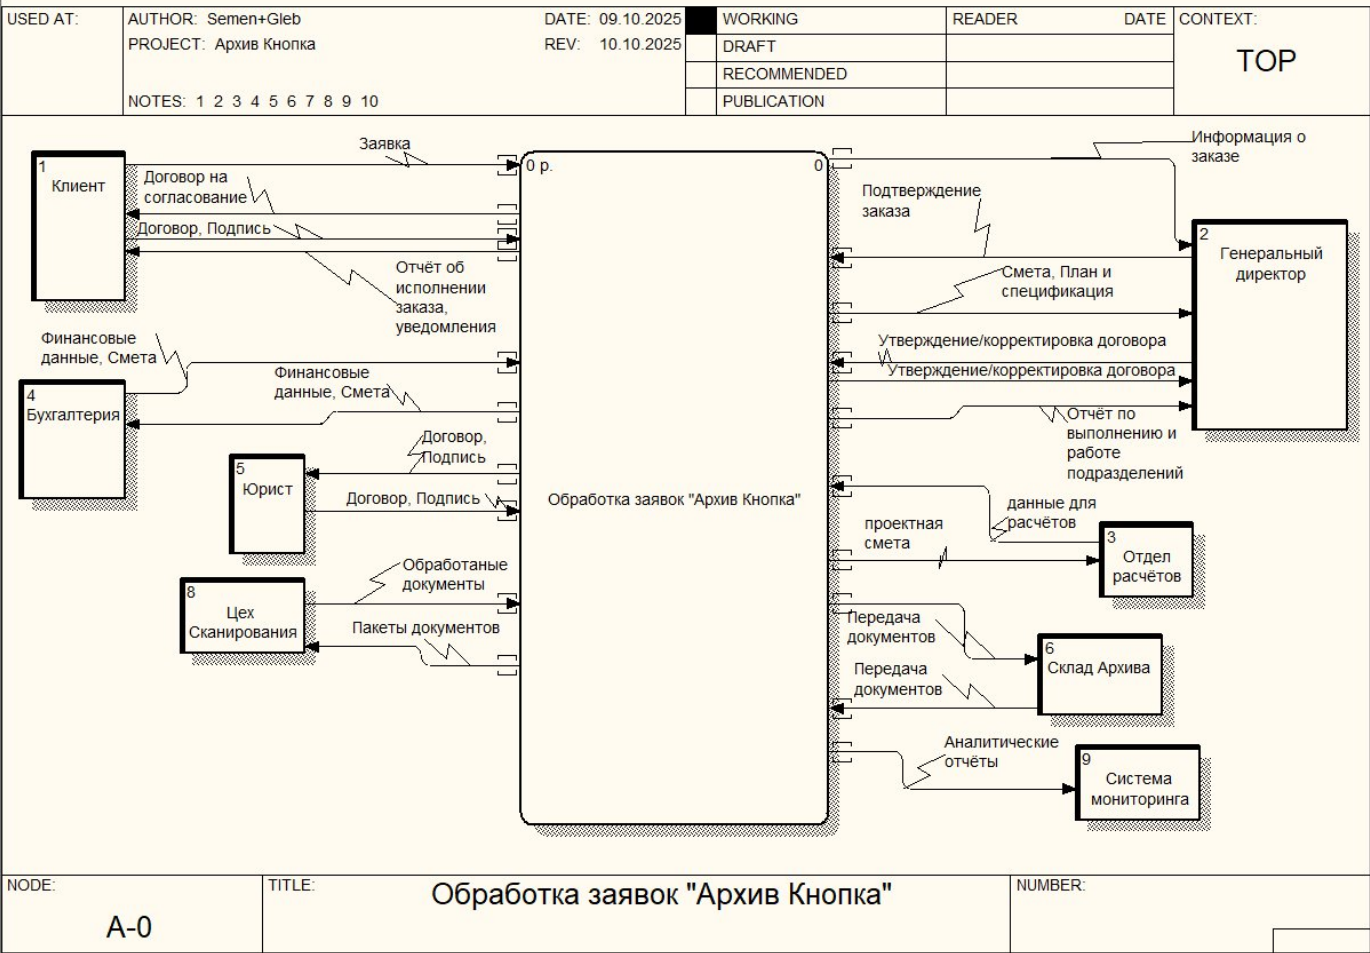 USED AT:
AUTHOR: Semen+Gleb
DATE: 09.10.2025
PROJECT: Архив Кнопка
REV: 10.10.2025
NOTES: 1 2 3 4 5 6 7 8 9 10
WORKING
DRAFT
RECOMMENDED
PUBLICATION
READER
DATE
CONTEXT:
TOP
1
Клиент
Заявка
Договор на
согласование
Договор, Подпись
Отчёт об
исполнении
заказа,
уведомления
Финансовые
данные, Смета
4
Бухгалтерия
Финансовые
данные, Смета
5
Юрист
Договор,
Подпись
Договор, Подпись
8
Цех
Сканирования
Обработаные
документы
Пакеты документов
0 р.
0
Обработка заявок "Архив Кнопка"
Информация о
заказе
Подтверждение
заказа
2
Генеральный
директор
Смета, План и
спецификация
Утверждение/корректировка договора
Утверждение/корректировка договора
Отчёт по
выполнению и
работе
подразделений
данные для
расчётов
проектная
смета
3
Отдел
расчётов
Передача
документов
6
Склад Архива
Передача
документов
Аналитические
отчёты
9
Система
мониторинга
NODE:
A-0
TITLE:
Обработка заявок "Архив Кнопка"
NUMBER: